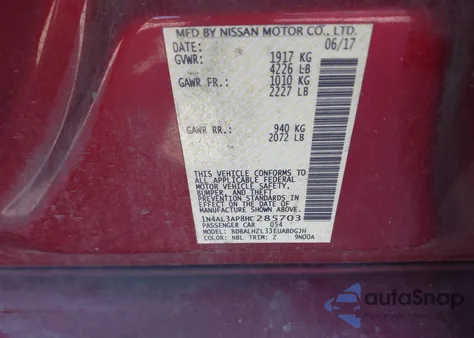 MFD BY NISSAN MOTOR CO., LTD.
DATE: 06/17
GVWR: 1917 KG
4226 LB
GAWR FR.: 1010 KG
2227 LB
GAWR RR.: 940 KG
2072 LB
THIS VEHICLE CONFORMS TO ALL
APPLICABLE FEDERAL
MOTOR VEHICLE SAFETY,
BUMPER, AND THEFT
PREVENTION STANDARDS
IN EFFECT ON THE DATE OF
MANUFACTURE SHOWN ABOVE.
1N4AL3AP8HC285703
PASSENGER CAR 054
MODEL: BDBALHZL33EUABDGJH
COLOR: NBL TRIM: Z 9N00A
autoSnap